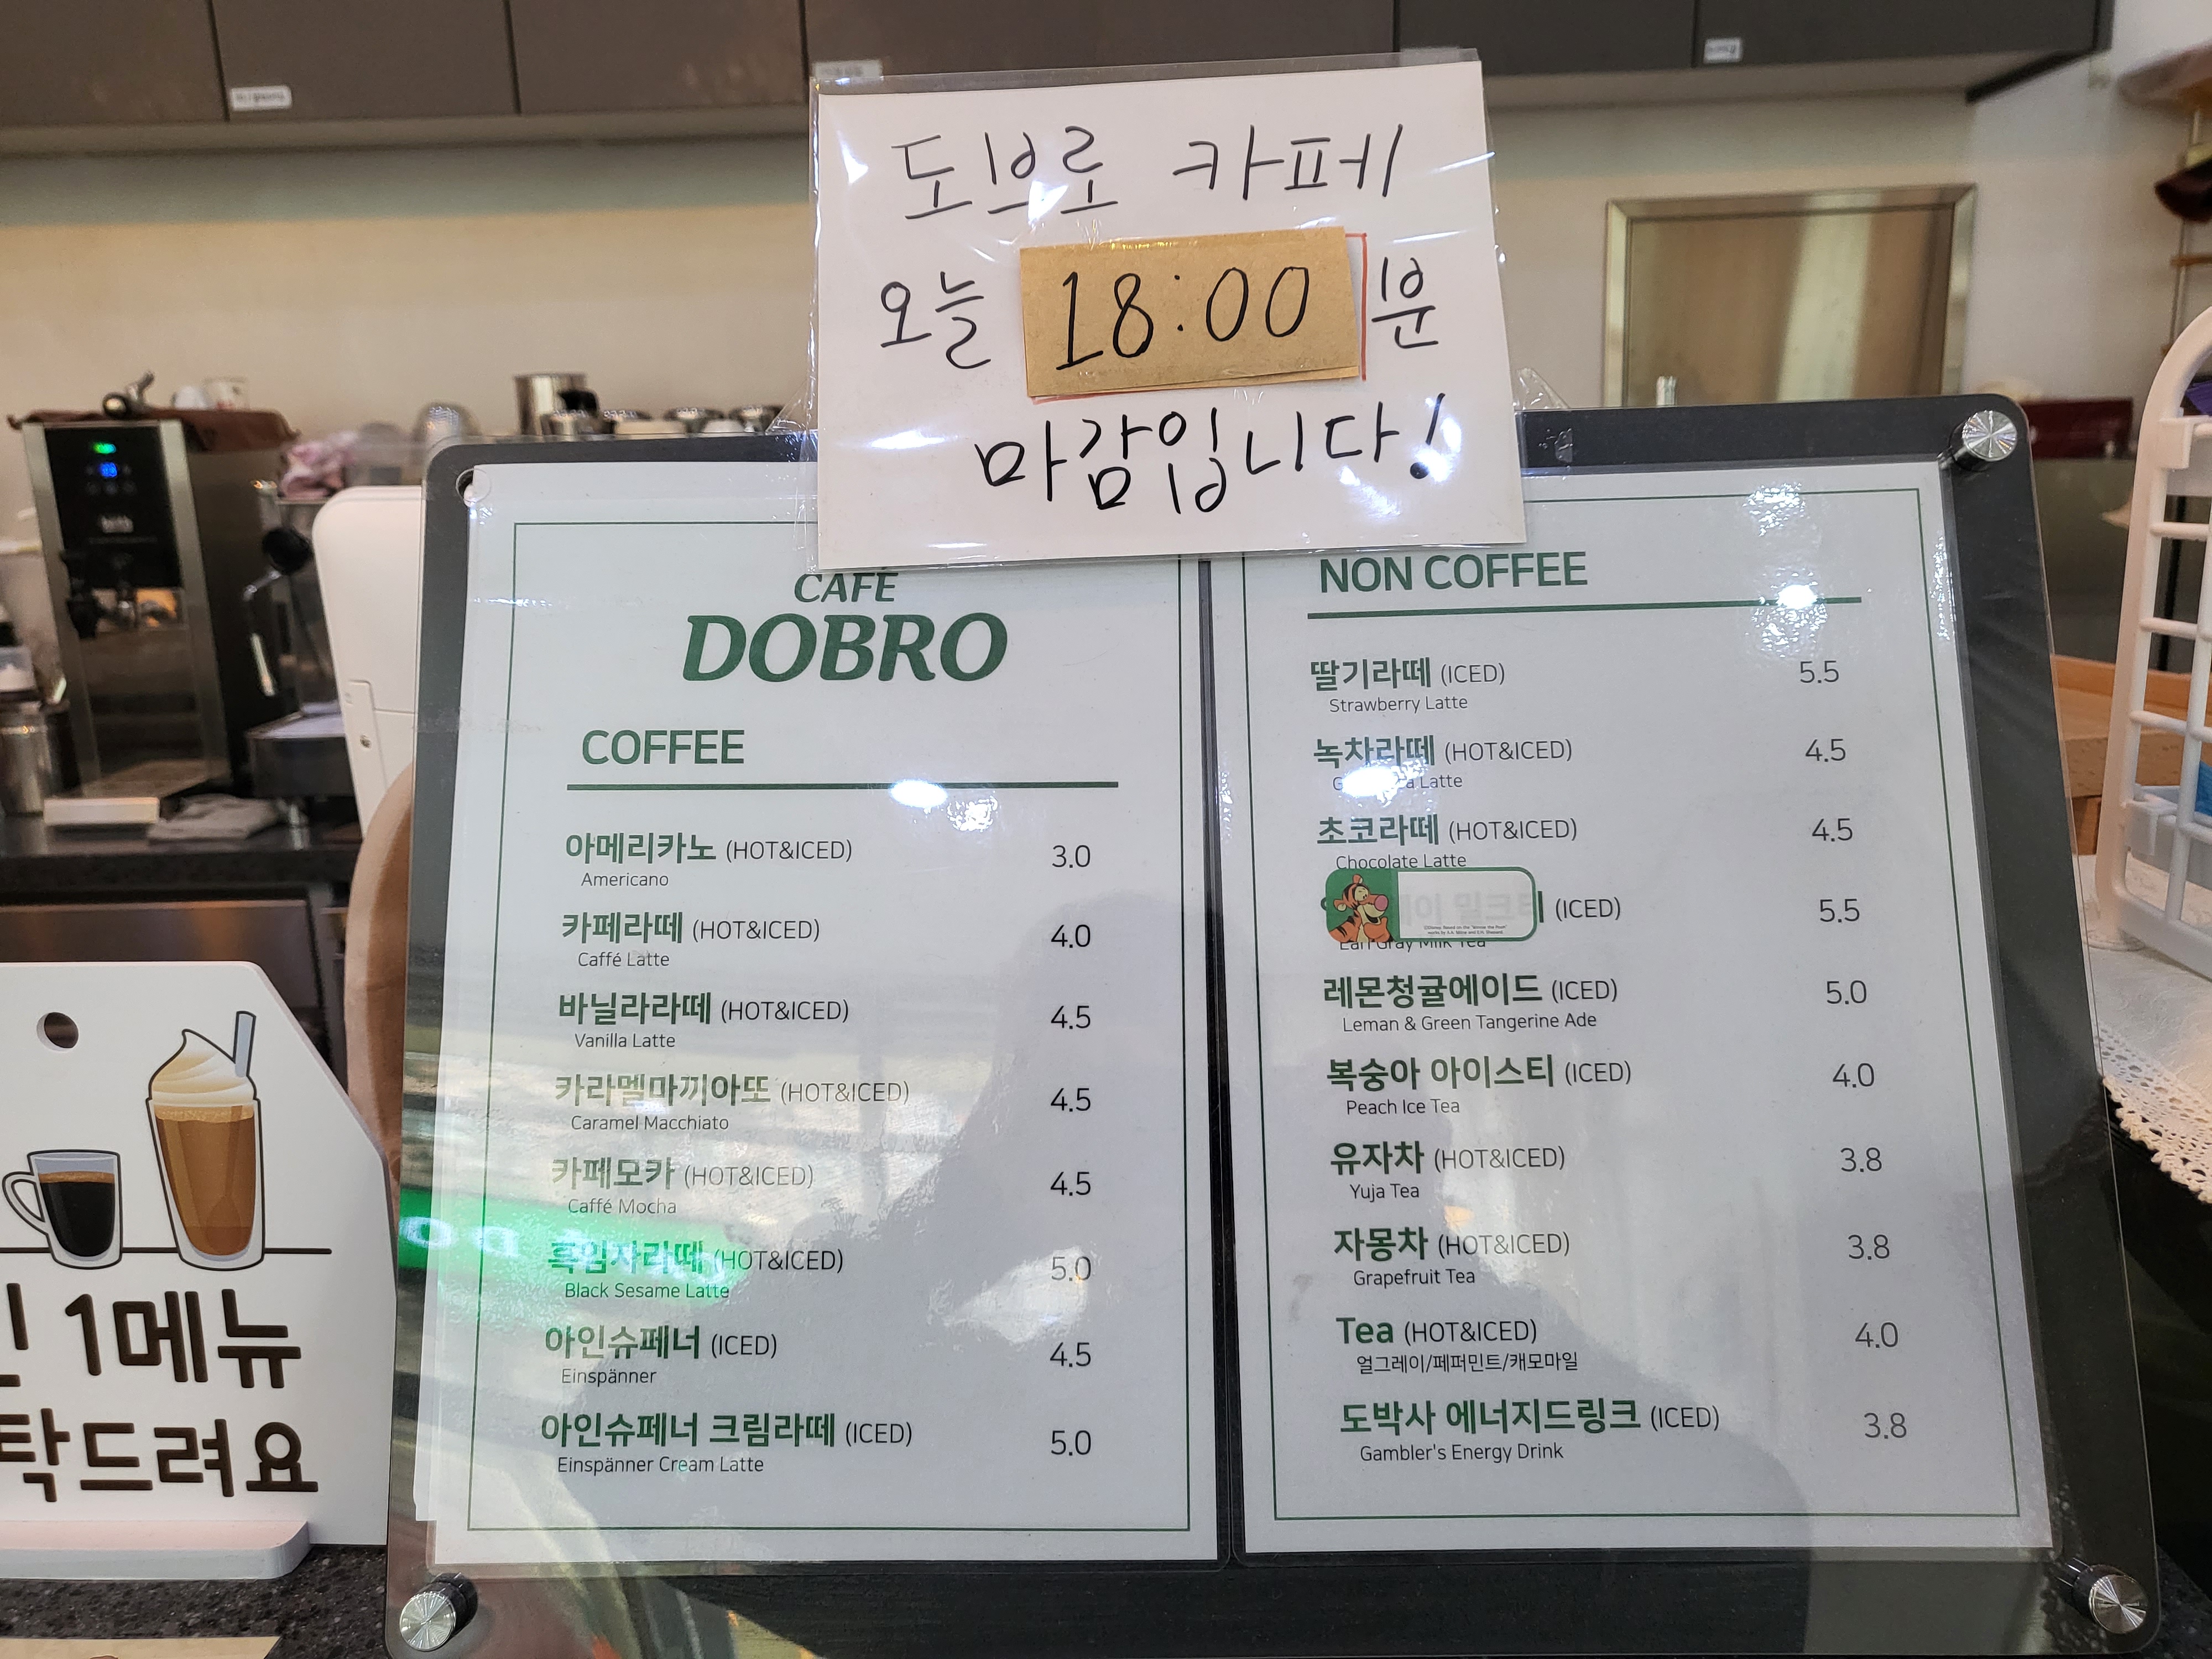 도브로 카페
오늘 18:00 분
마감입니다!
CAFÉ
DOBRO
COFFEE
아메리카노 (HOT&ICED) 3.0
Americano
카페라떼 (HOT&ICED) 4.0
Caffé Latte
바닐라라떼 (HOT&ICED) 4.5
Vanilla Latte
카라멜마끼아또 (HOT&ICED) 4.5
Caramel Macchiato
카페모카 (HOT&ICED) 4.5
Caffé Mocha
흑임자라떼 (HOT&ICED) 5.0
Black Sesame Latte
아인슈페너 (ICED) 4.5
Einspänner
아인슈페너 크림라떼 (ICED) 5.0
Einspänner Cream Latte
NON COFFEE
딸기라떼 (ICED) 5.5
Strawberry Latte
녹차라떼 (HOT&ICED) 4.5
Latte
초코라떼 (HOT&ICED) 4.5
Chocolate Latte
밀크티 (ICED) 5.5
Earl Gray Milk Tea
레몬청귤에이드 (ICED) 5.0
Leman & Green Tangerine Ade
복숭아 아이스티 (ICED) 4.0
Peach Ice Tea
유자차 (HOT&ICED) 3.8
Yuja Tea
자몽차 (HOT&ICED) 3.8
Grapefruit Tea
Tea (HOT&ICED) 4.0
얼그레이/페퍼민트/캐모마일
도박사 에너지드링크 (ICED) 3.8
Gambler's Energy Drink
1메뉴
탁드려요